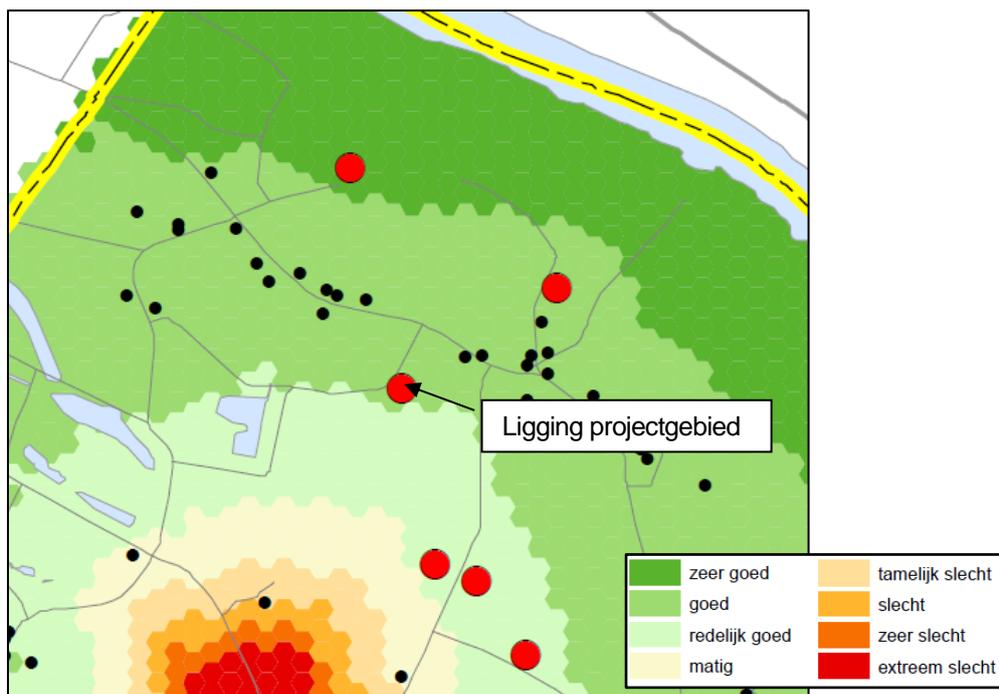 Ligging projectgebied
zeer goed
goed
redelijk goed
matig
tamelijk slecht
slecht
zeer slecht
extreem slecht